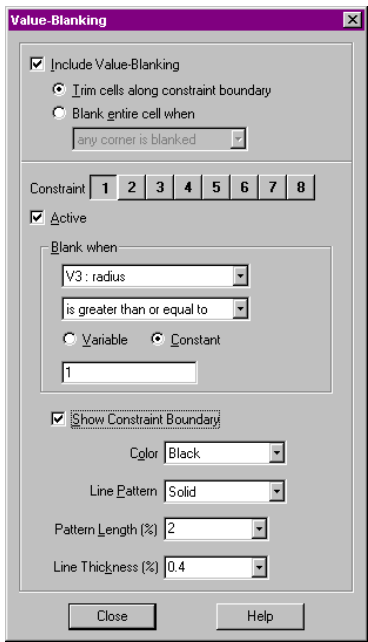 Value-Blanking
Include Value-Blanking
Trim cells along constraint boundary
Blank entire cell when
any corner is blanked
Constraint 1 2 3 4 5 6 7 8
Active
Blank when
V3 : radius
is greater than or equal to
Variable Constant
1
Show Constraint Boundary
Color Black
Line Pattern Solid
Pattern Length (%) 2
Line Thickness (%) 0.4
Close Help